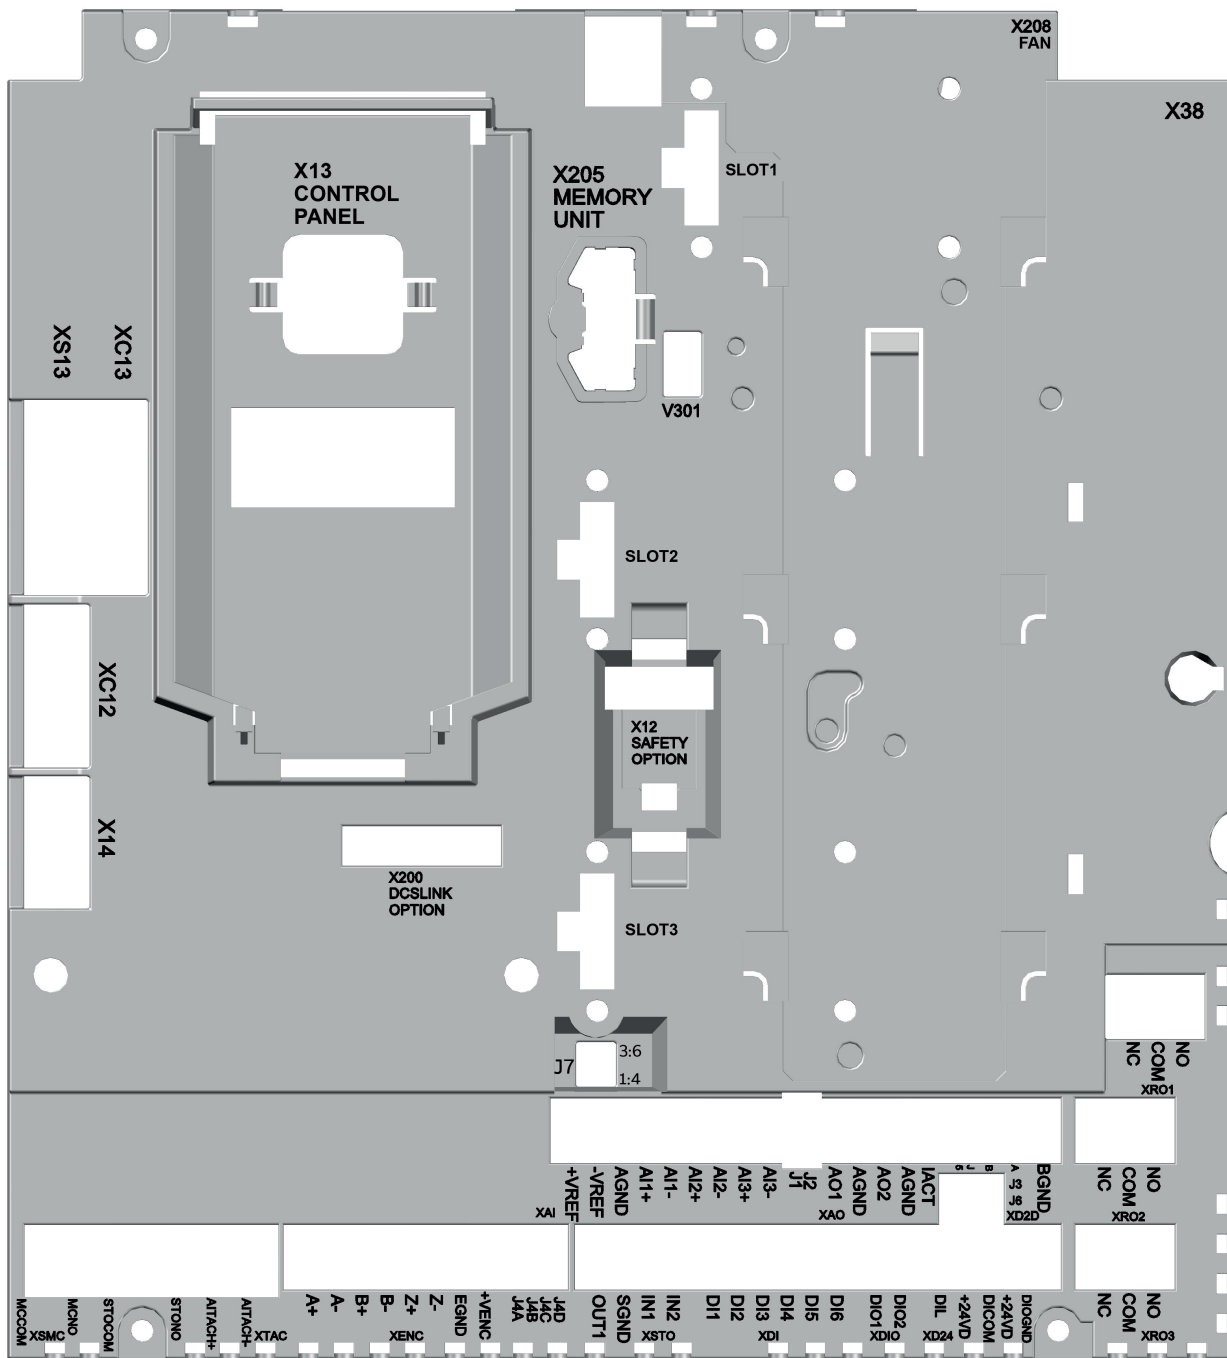 X208
FAN
X38
X13
CONTROL
PANEL
X205
MEMORY
UNIT
SLOT1
XS13
XC13
V301
SLOT2
XC12
X12
SAFETY
OPTION
X14
X200
DCSLINK
OPTION
SLOT3
J7
3:6
1:4
NC
COM
NO
XRO1
+VREF
-VREF
AGND
AI1+
AI1-
AI2+
AI2-
AI3+
AI3-
J1
J2
AO1
AGND
AO2
AGND
IACT
J
5
B
A
J3
J6
BGND
XAI
XAO
XD2D
NC
COM
NO
XRO2
MCCOM
MCNO
STOCOM
STONO
AITACH+
AITACH-
A+
A-
B+
B-
Z+
Z-
EGND
+VENC
J4A
J4B
J4C
J4D
OUT1
SGND
IN1
IN2
DI1
DI2
DI3
DI4
DI5
DI6
DIO1
DIO2
DIL
+24VD
DICOM
+24VD
DIOGND
NC
COM
NO
XSMC
XTAC
XENC
XSTO
XDI
XDIO
XD24
XRO3